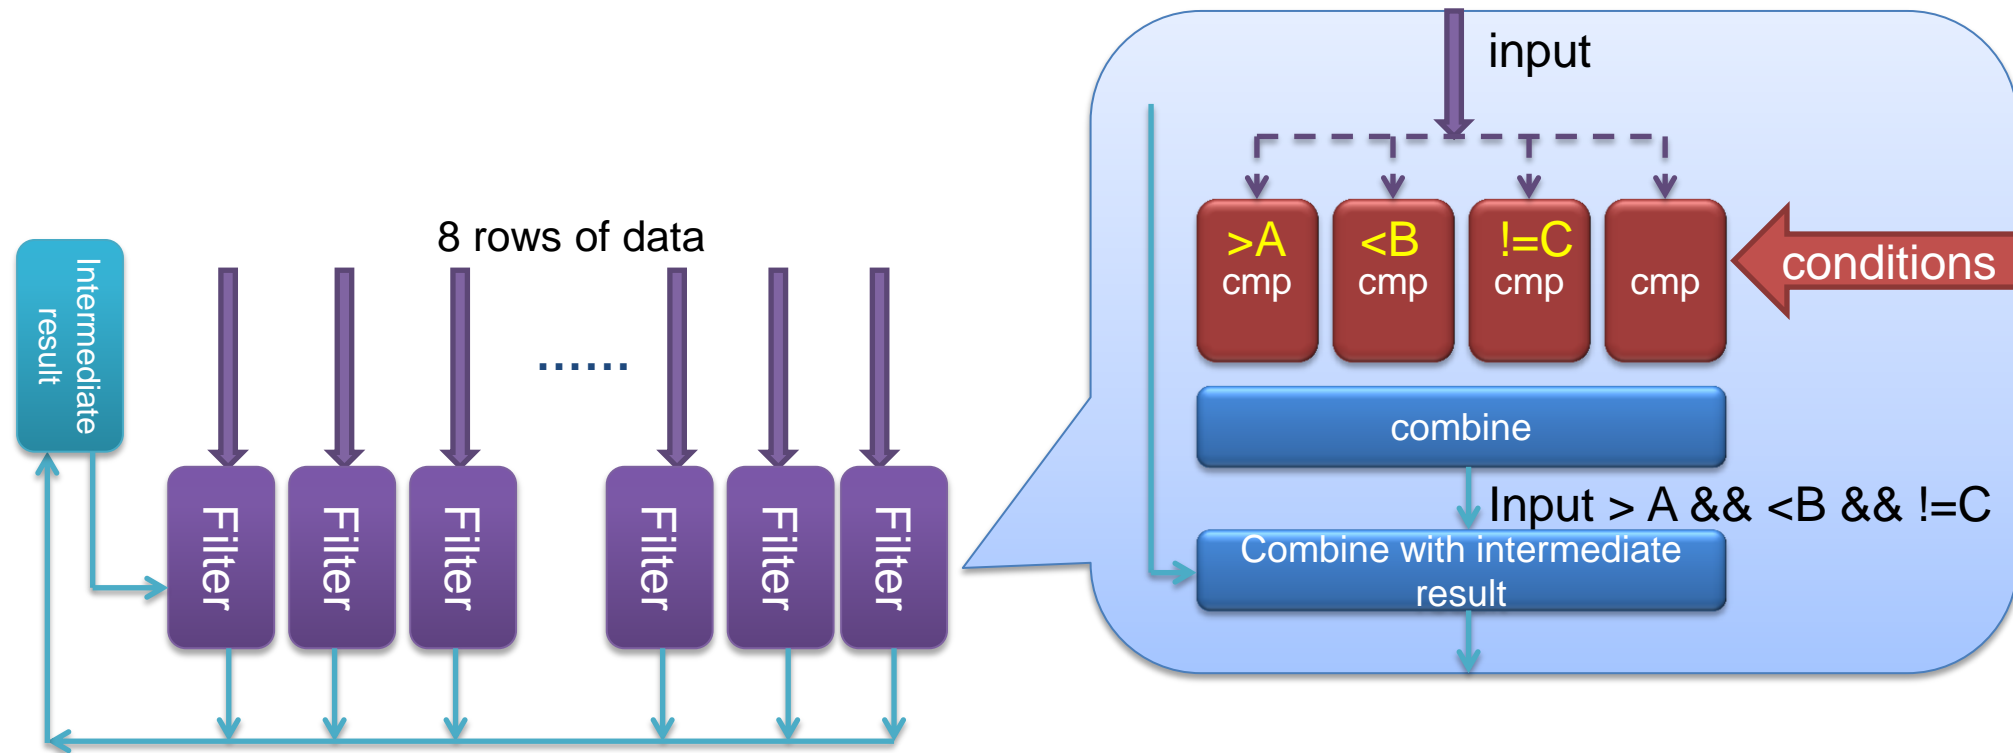 8 rows of data
Intermediate
result
......
Filter
Filter
Filter
Filter
Filter
Filter
input
>A
cmp
<B
cmp
!=C
cmp
cmp
conditions
combine
Input > A && <B && !=C
Combine with intermediate
result